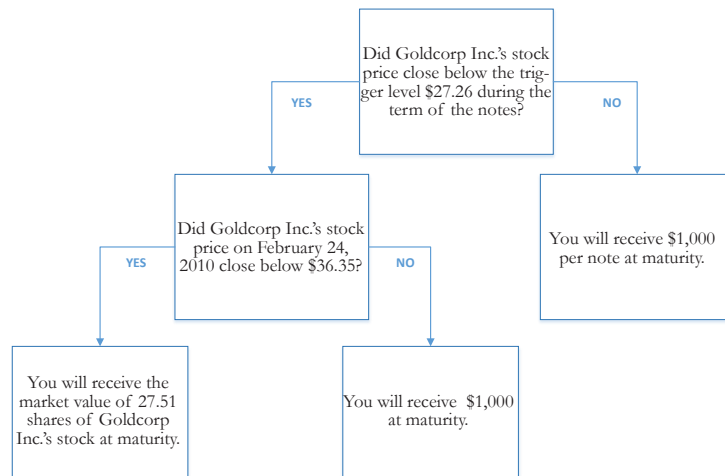 Did Goldcorp Inc.'s stock
price close below the trig-
ger level $27.26 during the
term of the notes?
YES
NO
Did Goldcorp Inc.'s stock
price on February 24,
2010 close below $36.35?
You will receive $1,000
per note at maturity.
YES
NO
You will receive the
market value of 27.51
shares of Goldcorp
Inc.'s stock at maturity.
You will receive $1,000
at maturity.